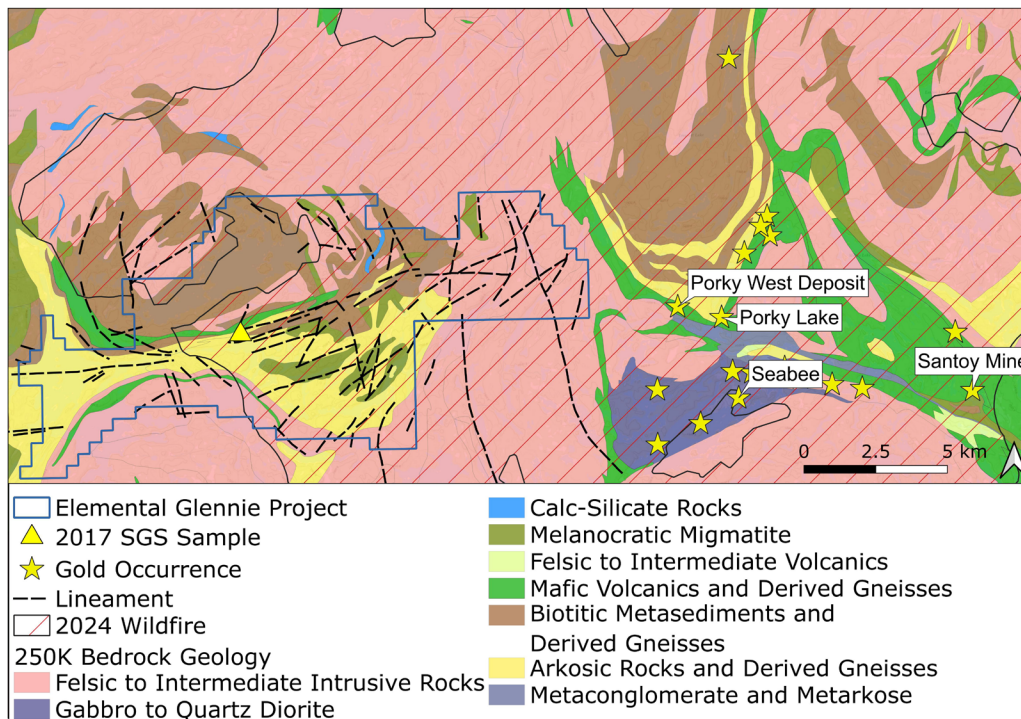 Porky West Deposit
Porky Lake
Seabee
Santoy Mine
0 2.5 5 km
Elemental Glennie Project
2017 SGS Sample
Gold Occurrence
Lineament
2024 Wildfire
250K Bedrock Geology
Felsic to Intermediate Intrusive Rocks
Gabbro to Quartz Diorite
Calc-Silicate Rocks
Melanocratic Migmatite
Felsic to Intermediate Volcanics
Mafic Volcanics and Derived Gneisses
Biotitic Metasediments and
Derived Gneisses
Arkosic Rocks and Derived Gneisses
Metaconglomerate and Metarkose